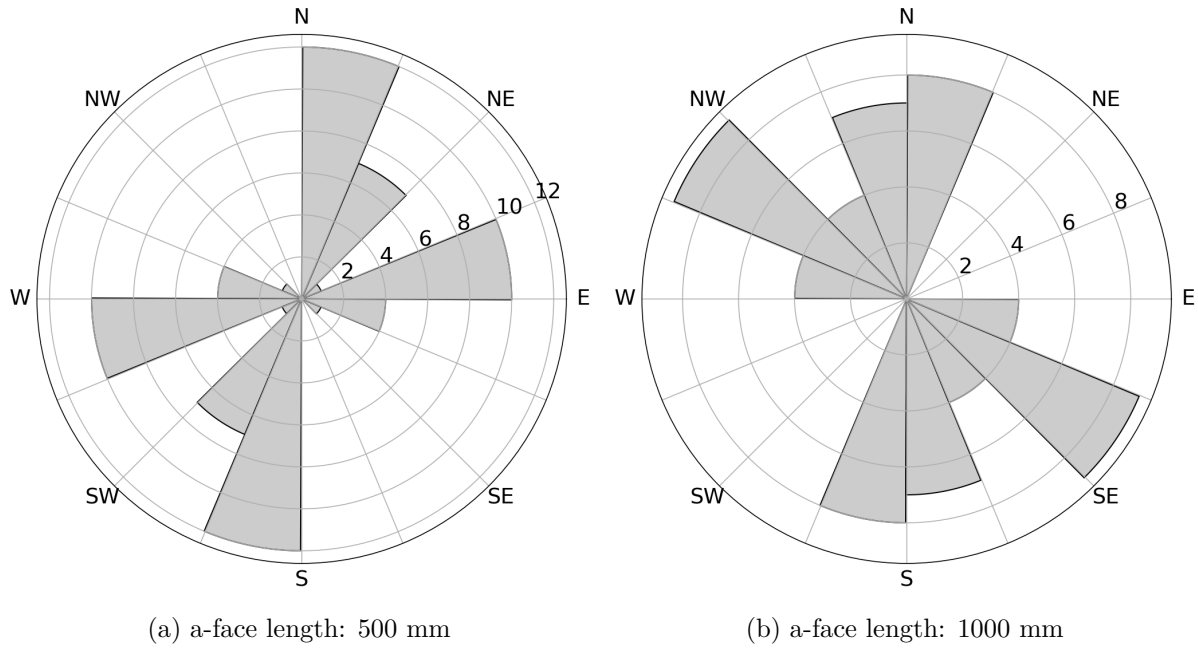 N
NE
E
SE
S
SW
W
NW
2
4
6
8
10
12
(a) a-face length: 500 mm
N
NE
E
SE
S
SW
W
NW
2
4
6
8
(b) a-face length: 1000 mm